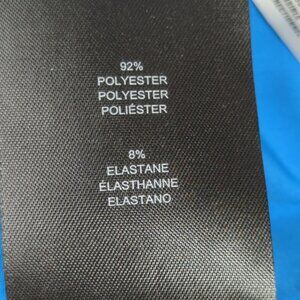 92%
POLYESTER
POLYESTER
POLIÉSTER
8%
ELASTANE
ÉLASTHANNE
ELASTANO